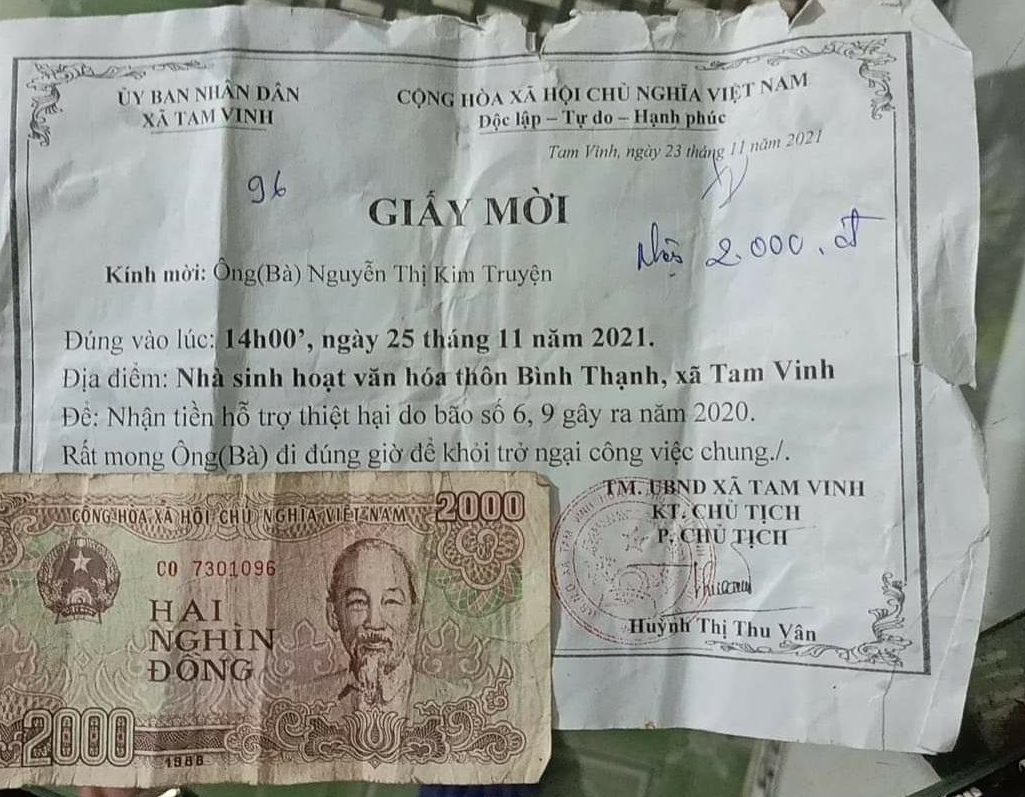 ỦY BAN NHÂN DÂN
XÃ TAM VINH
CỘNG HÒA XÃ HỘI CHỦ NGHĨA VIỆT NAM
Độc lập – Tự do – Hạnh phúc
Tam Vinh, ngày 23 tháng 11 năm 2021
96
GIẤY MỜI
Nhận 2.000.đ
Kính mời: Ông(Bà) Nguyễn Thị Kim Truyện
Đúng vào lúc: 14h00’, ngày 25 tháng 11 năm 2021.
Địa điểm: Nhà sinh hoạt văn hóa thôn Bình Thạnh, xã Tam Vinh
Để: Nhận tiền hỗ trợ thiệt hại do bão số 6, 9 gây ra năm 2020.
Rất mong Ông(Bà) đi đúng giờ để khỏi trở ngại công việc chung./.
TM. UBND XÃ TAM VINH
KT. CHỦ TỊCH
P. CHỦ TỊCH
Huỳnh Thị Thu Vân
CỘNG HÒA XÃ HỘI CHỦ NGHĨA VIỆT NAM
2000
CO 7301096
HAI
NGHÌN
ĐỒNG
2000
1988